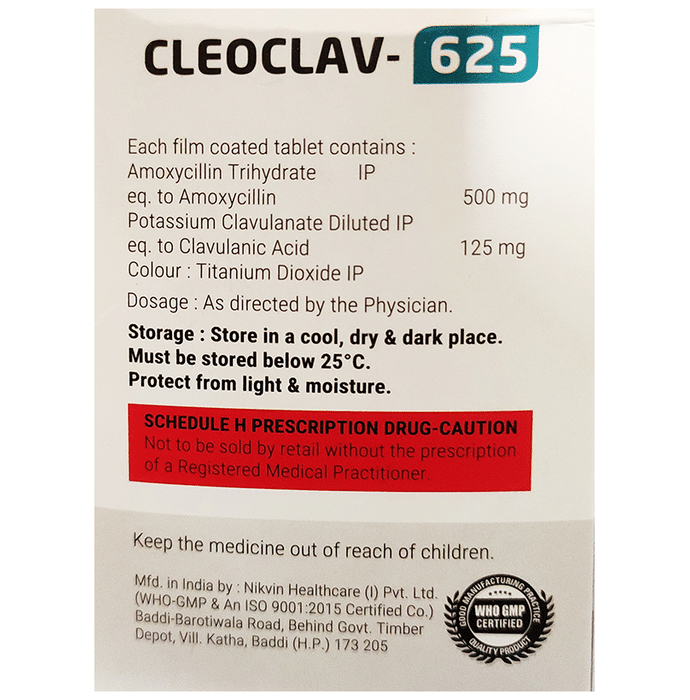 CLEOCLAV- 625
Each film coated tablet contains :
Amoxycillin Trihydrate IP
eq. to Amoxycillin 500 mg
Potassium Clavulanate Diluted IP
eq. to Clavulanic Acid 125 mg
Colour : Titanium Dioxide IP
Dosage : As directed by the Physician.
Storage : Store in a cool, dry & dark place.
Must be stored below 25°C.
Protect from light & moisture.
SCHEDULE H PRESCRIPTION DRUG-CAUTION
Not to be sold by retail without the prescription
of a Registered Medical Practitioner.
Keep the medicine out of reach of children.
Mfd. in India by : Nikvin Healthcare (I) Pvt. Ltd.
(WHO-GMP & An ISO 9001:2015 Certified Co.)
Baddi-Barotiwala Road, Behind Govt. Timber
Depot, Vill. Katha, Baddi (H.P.) 173 205
GOOD MANUFACTURING PRACTICE
WHO GMP
CERTIFIED
QUALITY PRODUCT